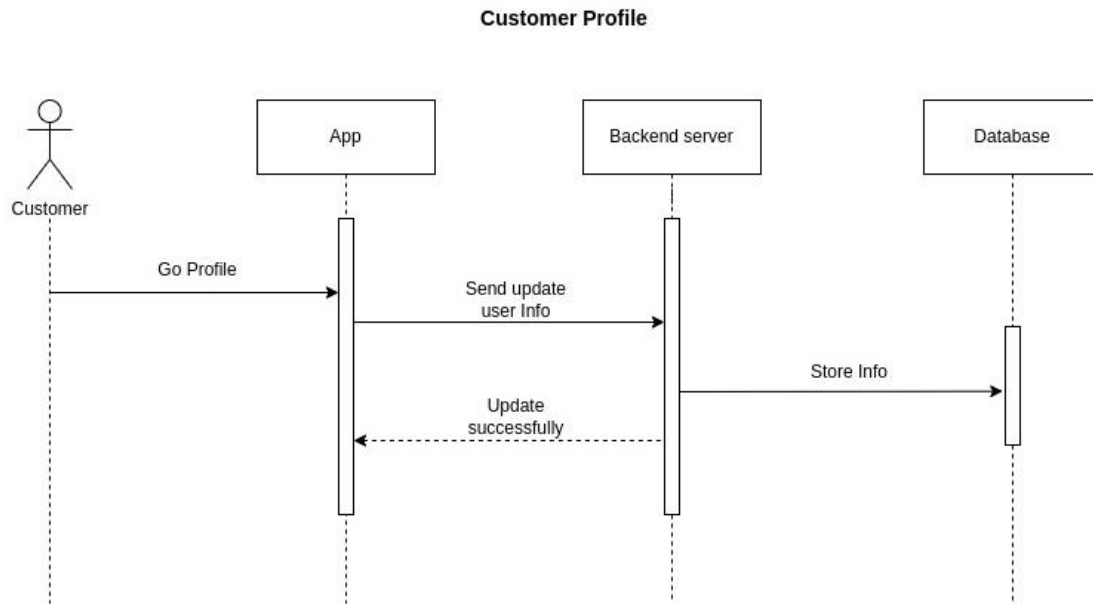 Customer Profile
App
Backend server
Database
Customer
Go Profile
Send update
user Info
Store Info
Update
successfully